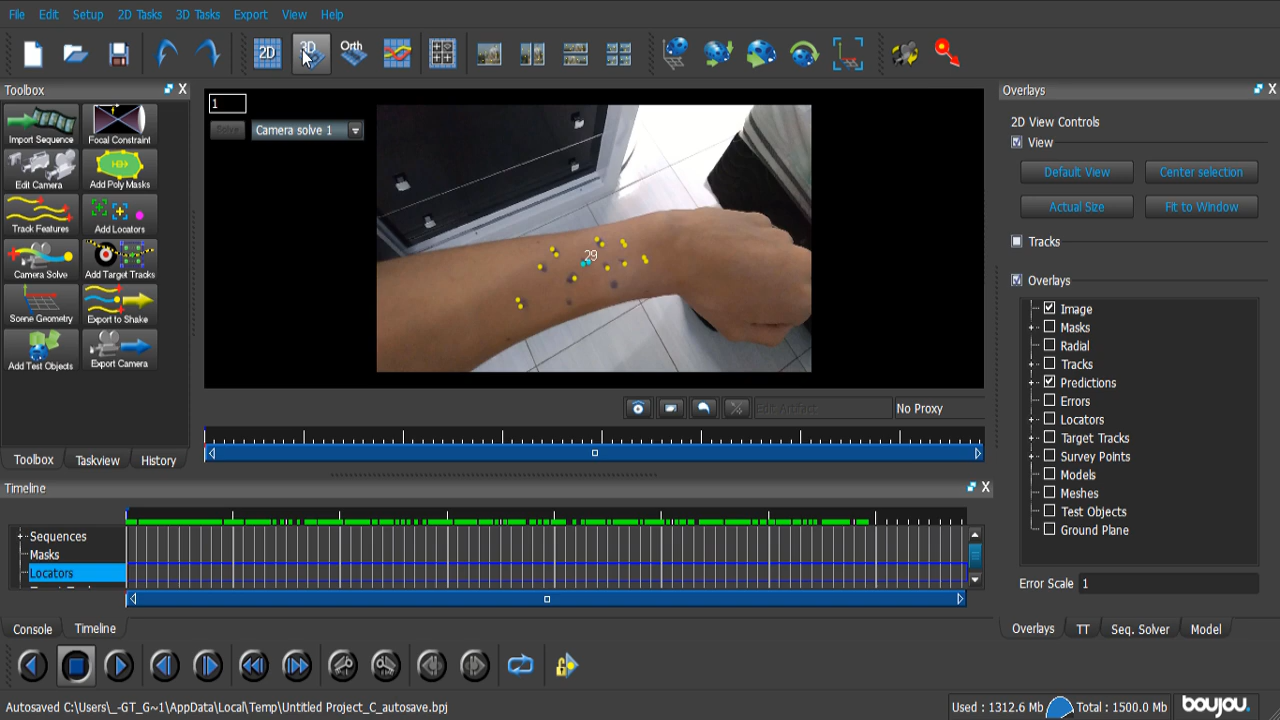 File Edit Setup 2D Tasks 3D Tasks Export View Help
2D 3D Orth
Toolbox
Import Sequence Focal Constraint
Edit Camera Add Poly Masks
Track Features Add Locators
Camera Solve Add Target Tracks
Scene Geometry Export to Shake
Add Test Objects Export Camera
Toolbox Taskview History
1
Solve Camera solve 1
29
Edit Artifact No Proxy
Overlays
2D View Controls
View
Default View Center selection
Actual Size Fit to Window
Tracks
Overlays
Image
Masks
Radial
Tracks
Predictions
Errors
Locators
Target Tracks
Survey Points
Models
Meshes
Test Objects
Ground Plane
Error Scale 1
Overlays TT Seq. Solver Model
Timeline
Sequences
Masks
Locators
Console Timeline
Autosaved C:\Users\_-GT_G~1\AppData\Local\Temp\Untitled Project_C_autosave.bpj
Used : 1312.6 Mb Total : 1500.0 Mb
boujou.